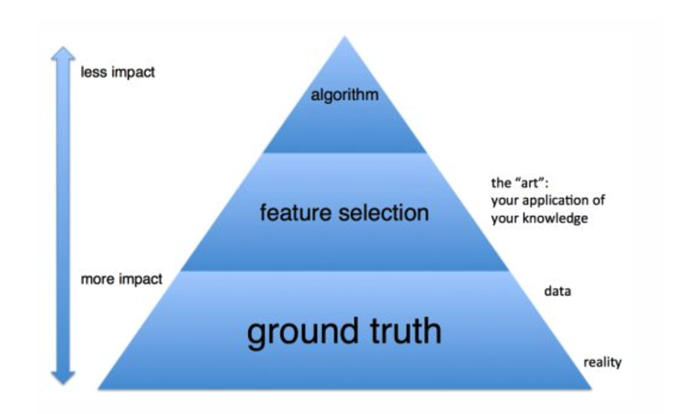 less impact
algorithm
the “art”:
your application of
your knowledge
feature selection
more impact
data
ground truth
reality